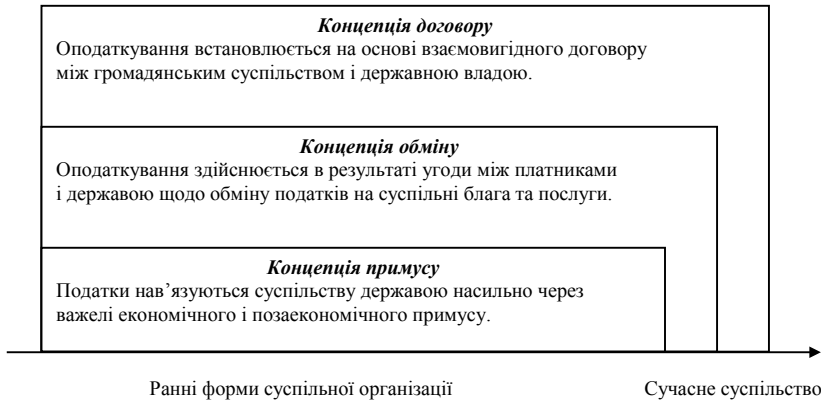 Концепція договору
Оподаткування встановлюється на основі взаємовигідного договору
між громадянським суспільством і державною владою.
Концепція обміну
Оподаткування здійснюється в результаті угоди між платниками
і державою щодо обміну податків на суспільні блага та послуги.
Концепція примусу
Податки нав’язуються суспільству державою насильно через
важелі економічного і позаекономічного примусу.
Ранні форми суспільної організації Сучасне суспільство